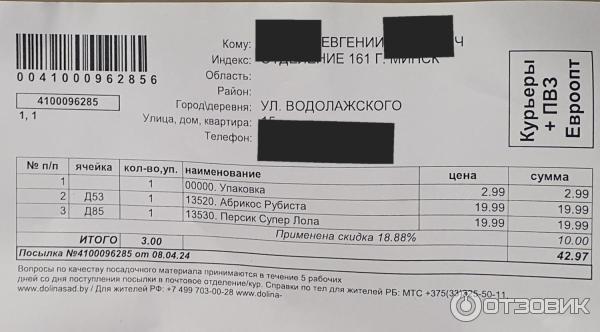 Кому: ЕВГЕНИЙ Ч
Индекс: ОТДЕЛЕНИЕ 161 Г. МИНСК
Область:
Район:
Город\деревня: УЛ. ВОДОЛАЖСКОГО
Улица, дом, квартира:
Телефон:
0041000962856
4100096285
1, 1
Курьеры
+ ПВЗ
Евроопт
№ п/п ячейка кол-во,уп. наименование цена сумма
1 1 00000. Упаковка 2.99 2.99
2 Д53 1 13520. Абрикос Рубиста 19.99 19.99
3 Д85 1 13530. Персик Супер Лола 19.99 19.99
Применена скидка 18.88% 10.00
ИТОГО 3.00 42.97
Посылка №4100096285 от 08.04.24
Вопросы по качеству посадочного материала принимаются в течение 5 рабочих
дней со дня поступления посылки в почтовое отделение/кур. Справки по тел для жителей РБ: МТС +375(33)375-50-11
www.dolinasad.by / Для жителей РФ: +7 499 703-00-28 www.dolina-
ОТЗОВИК